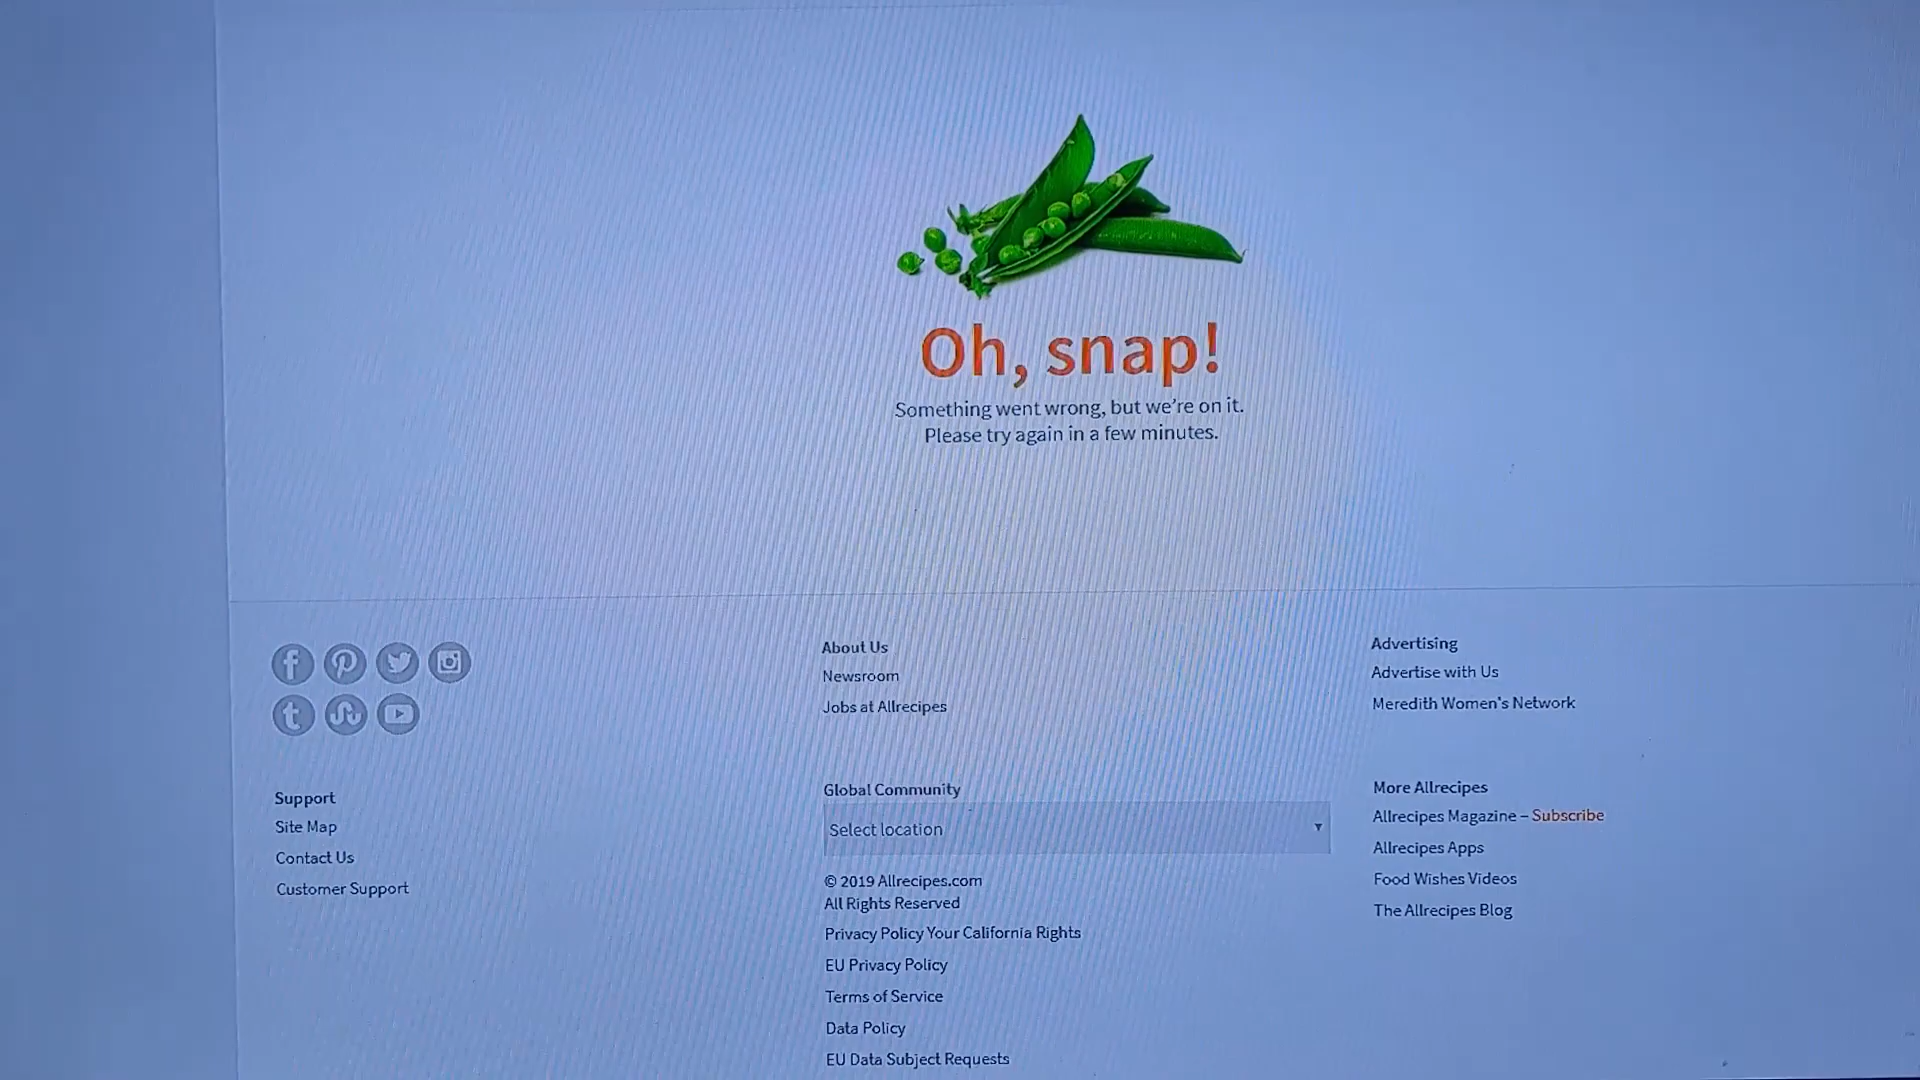 Oh, snap!
Something went wrong, but we're on it.
Please try again in a few minutes.
About Us
Newsroom
Jobs at Allrecipes
Advertising
Advertise with Us
Meredith Women's Network
Support
Site Map
Contact Us
Customer Support
Global Community
Select location
© 2019 Allrecipes.com
All Rights Reserved
Privacy Policy Your California Rights
EU Privacy Policy
Terms of Service
Data Policy
EU Data Subject Requests
More Allrecipes
Allrecipes Magazine – Subscribe
Allrecipes Apps
Food Wishes Videos
The Allrecipes Blog